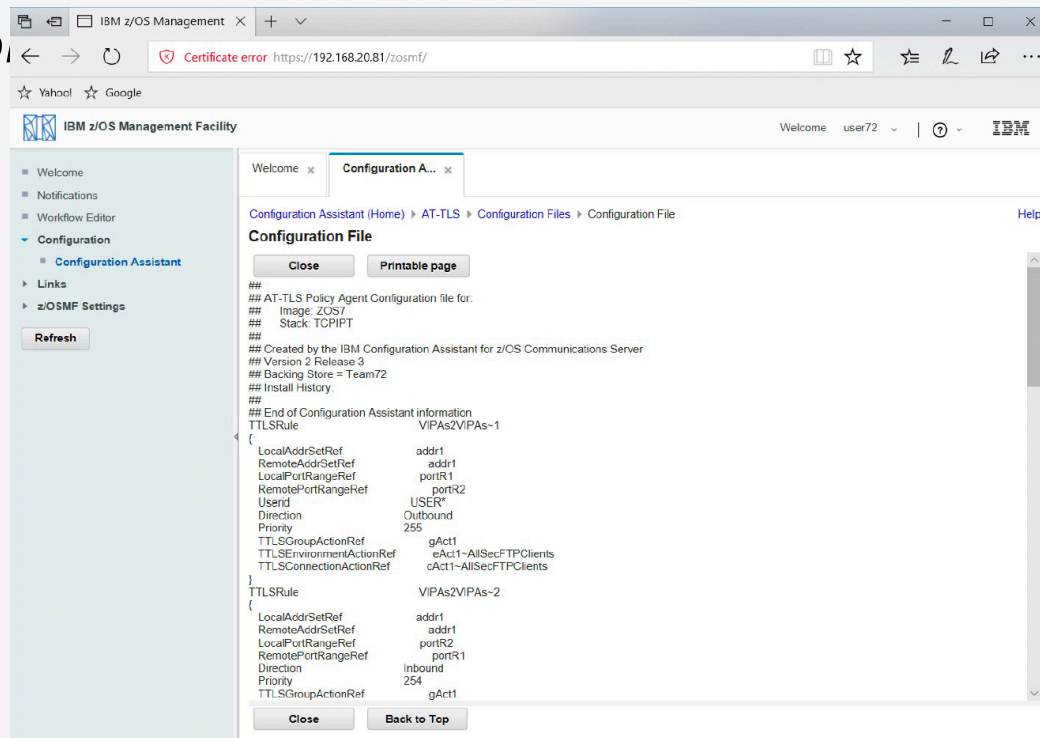 IBM z/OS Management
Certificate error https://192.168.20.81/zosmf/
Yahoo! Google
IBM z/OS Management Facility
Welcome user72
IBM
Welcome
Notifications
Workflow Editor
Configuration
Configuration Assistant
Links
z/OSMF Settings
Refresh
Welcome x Configuration A... x
Configuration Assistant (Home) AT-TLS Configuration Files Configuration File
Help
Configuration File
Close Printable page
##
## AT-TLS Policy Agent Configuration file for:
## Image: ZOS7
## Stack: TCPIPT
##
## Created by the IBM Configuration Assistant for z/OS Communications Server
## Version 2 Release 3
## Backing Store = Team72
## Install History:
##
## End of Configuration Assistant information
TTLSRule VIPAs2VIPAs~1
{
LocalAddrSetRef addr1
RemoteAddrSetRef addr1
LocalPortRangeRef portR1
RemotePortRangeRef portR2
Userid USER*
Direction Outbound
Priority 255
TTLSGroupActionRef gAct1
TTLSEnvironmentActionRef eAct1~AllSecFTPClients
TTLSConnectionActionRef cAct1~AllSecFTPClients
}
TTLSRule VIPAs2VIPAs~2
{
LocalAddrSetRef addr1
RemoteAddrSetRef addr1
LocalPortRangeRef portR2
RemotePortRangeRef portR1
Direction Inbound
Priority 254
TTLSGroupActionRef gAct1
Close Back to Top